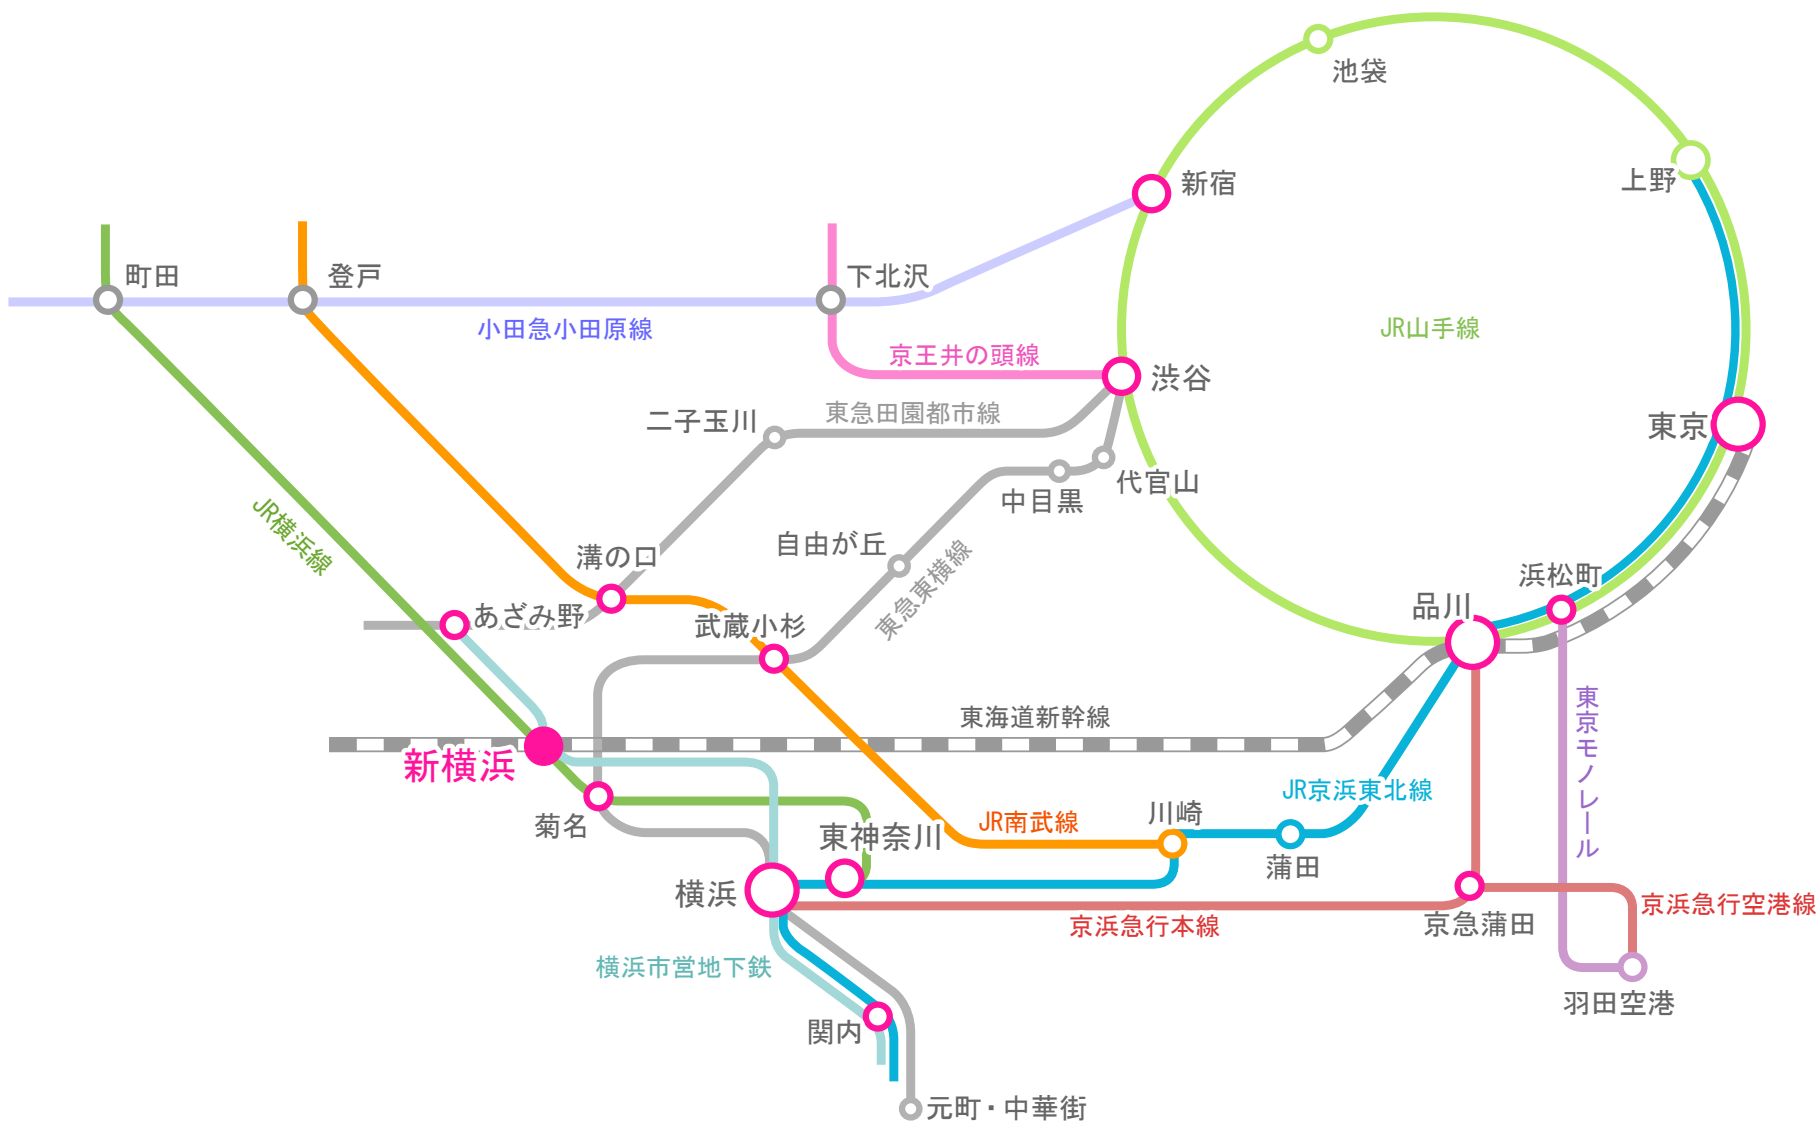 池袋
新宿
上野
町田
登戸
下北沢
小田急小田原線
京王井の頭線
JR山手線
渋谷
二子玉川
東急田園都市線
東京
代官山
中目黒
JR横浜線
溝の口
自由が丘
東急東横線
浜松町
品川
あざみ野
武蔵小杉
東海道新幹線
東京モノレール
新横浜
JR京浜東北線
菊名
東神奈川
JR南武線
川崎
蒲田
横浜
京浜急行本線
京急蒲田
京浜急行空港線
横浜市営地下鉄
羽田空港
関内
元町・中華街